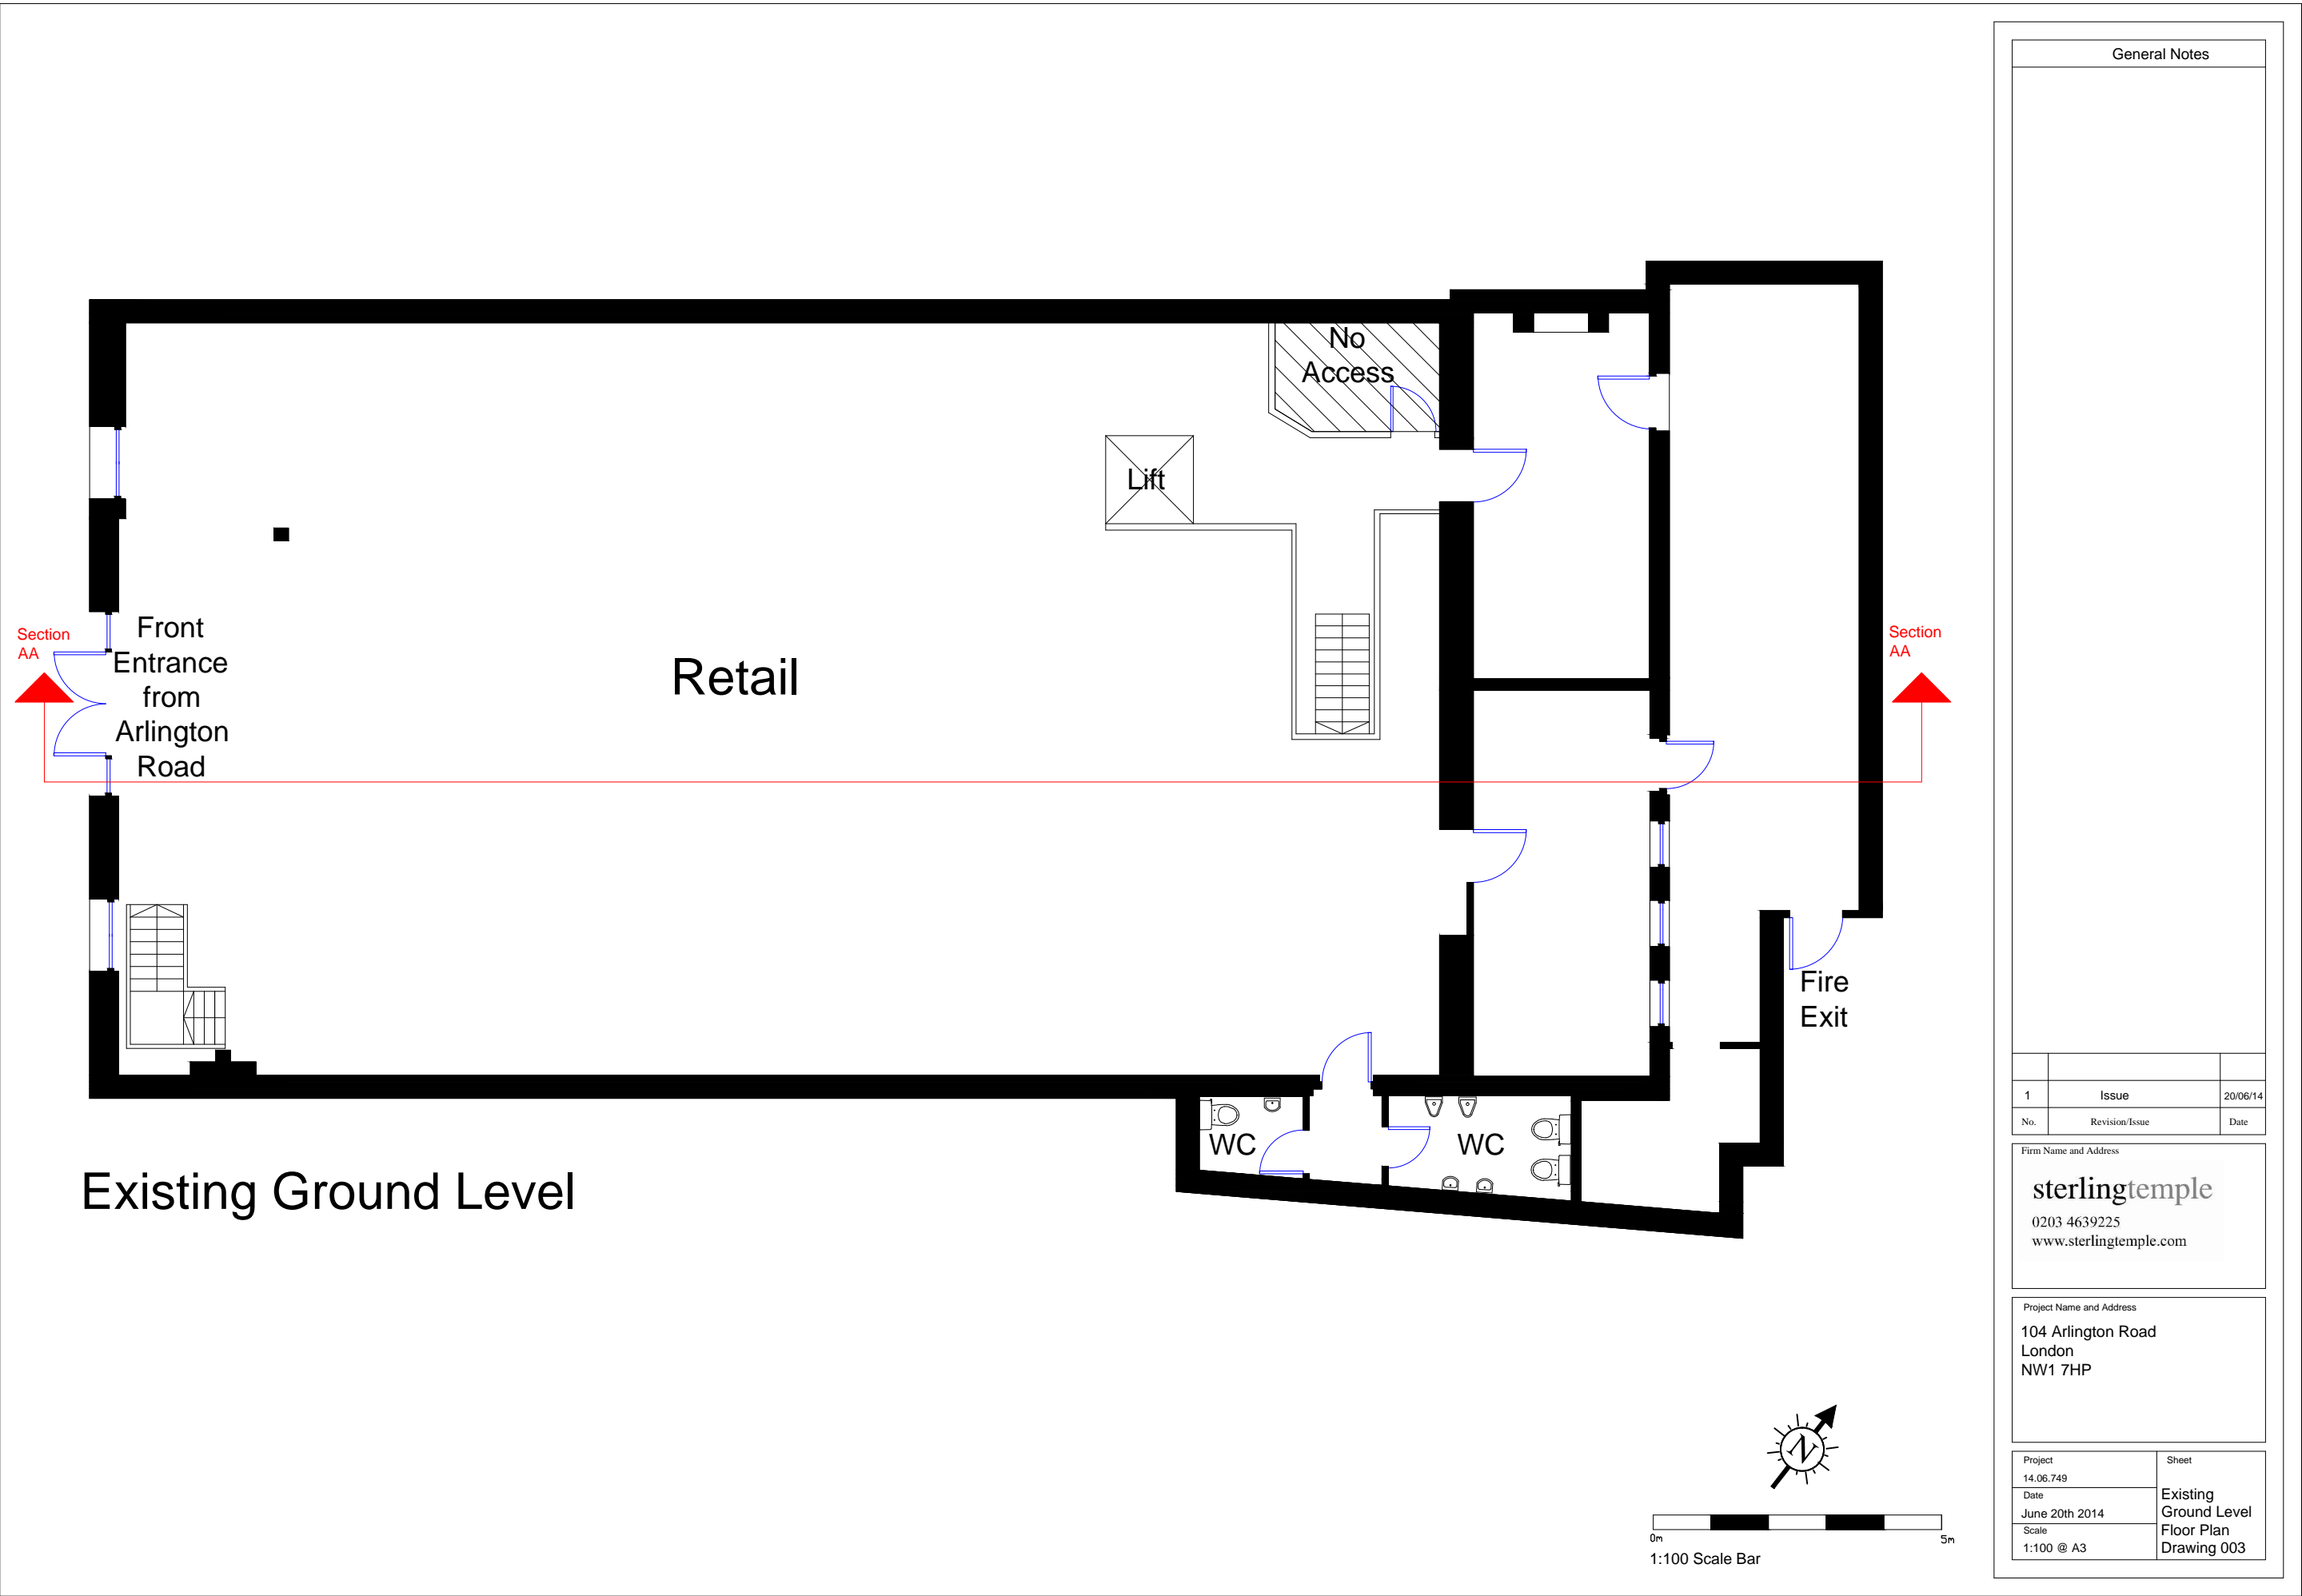 General Notes
No
Access
Lift
Section
AA
Front
Entrance
from
Arlington
Road
Retail
Section
AA
Fire
Exit
WC
WC
Existing Ground Level
1 Issue 20/06/14
No. Revision/Issue Date
Firm Name and Address
sterlingtemple
0203 4639225
www.sterlingtemple.com
Project Name and Address
104 Arlington Road
London
NW1 7HP
N
0m 5m
1:100 Scale Bar
Project
14.06.749
Date
June 20th 2014
Scale
1:100 @ A3
Sheet
Existing
Ground Level
Floor Plan
Drawing 003